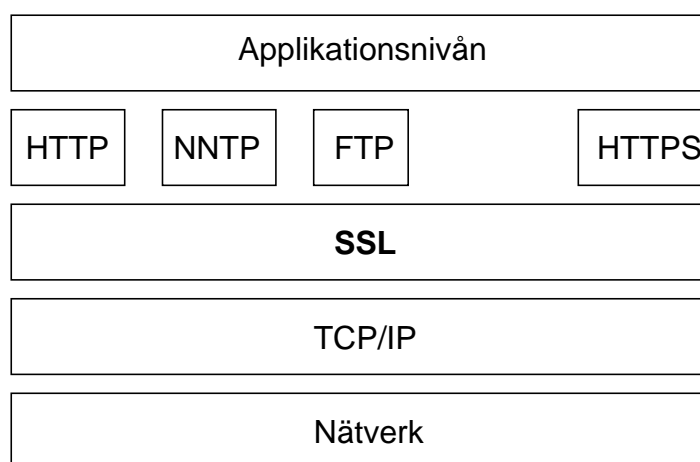 Applikationsnivån
HTTP NNTP FTP HTTPS
SSL
TCP/IP
Nätverk